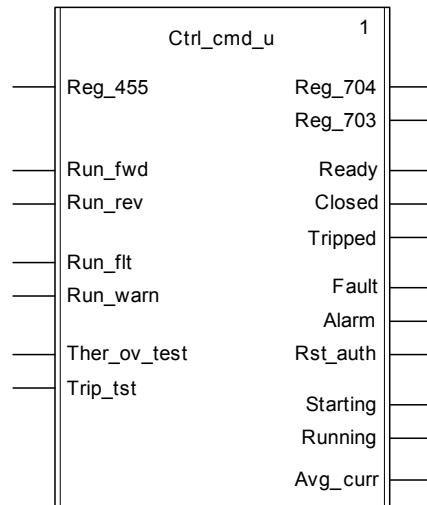 1
Ctrl_cmd_u
Reg_455 Reg_704
Reg_703
Run_fwd Ready
Run_rev Closed
Tripped
Run_flt
Fault
Run_warn
Alarm
Ther_ov_test Rst_auth
Trip_tst
Starting
Running
Avg_curr